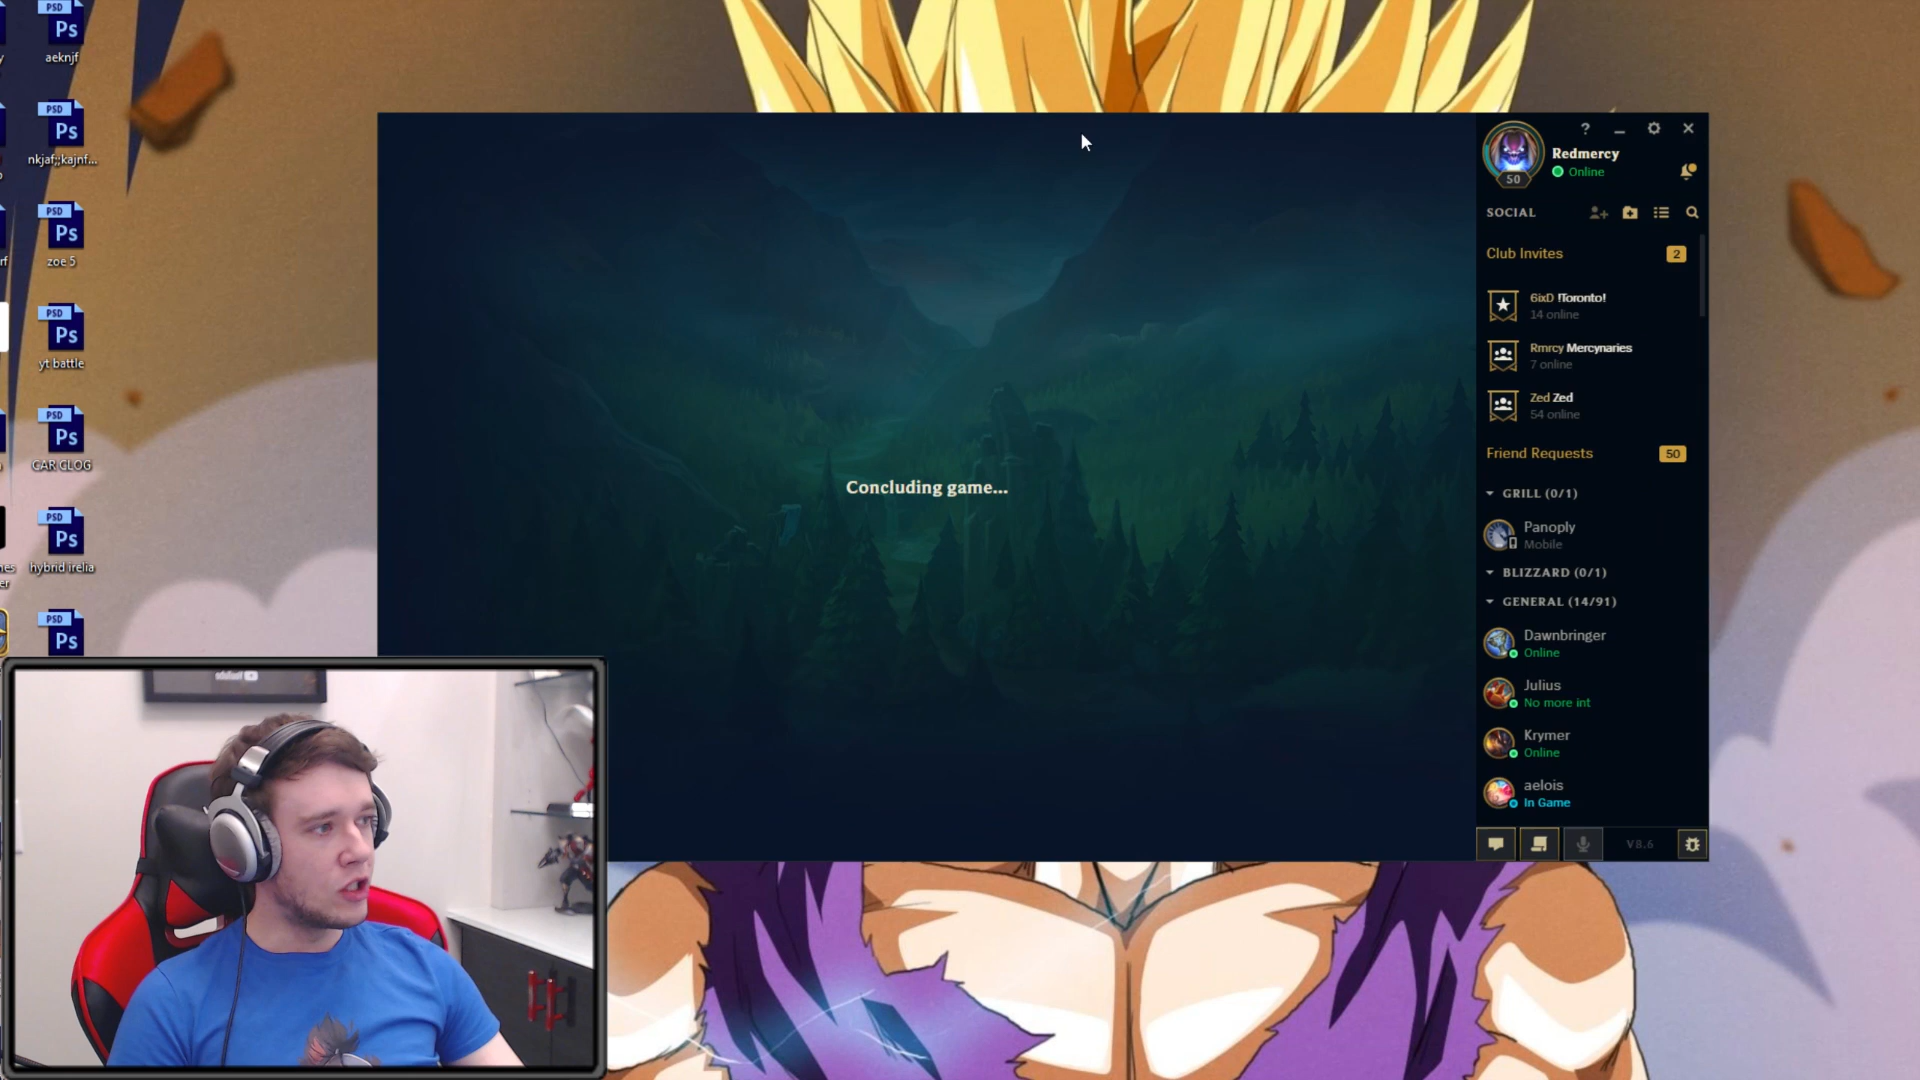 PSD
Ps
aeknjf
PSD
Ps
nkjaf;;kajnf...
PSD
Ps
zoe 5
PSD
Ps
yt battle
PSD
Ps
CAR CLOG
PSD
Ps
hybrid irelia
PSD
Ps
Concluding game...
?
Redmercy
50
Online
SOCIAL
Club Invites
2
6ixD !Toronto!
14 online
Rmrcy Mercynaries
7 online
Zed Zed
54 online
Friend Requests
50
GRILL (0/1)
Panoply
Mobile
BLIZZARD (0/1)
GENERAL (14/91)
Dawnbringer
Online
Julius
No more int
Krymer
Online
aelois
In Game
V8.6